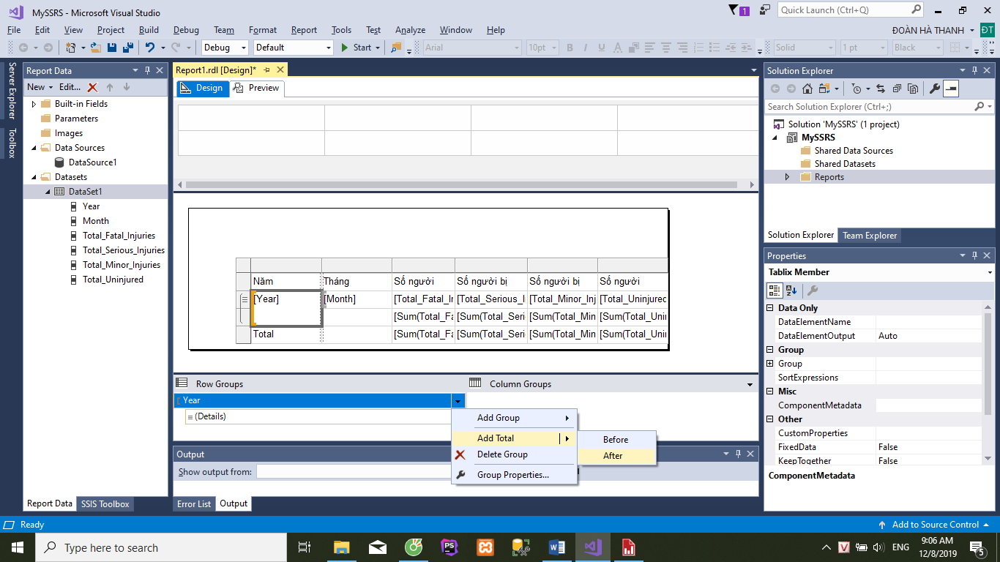 MySSRS - Microsoft Visual Studio
1
Quick Launch (Ctrl+Q)
File Edit View Project Build Debug Team Format Report Tools Test Analyze Window Help
ĐOÀN HÀ THANH ĐT
Debug Default Start Arial 10pt B I U A Solid 1 pt Black
Server Explorer
Toolbox
Report Data
New Edit...
Built-in Fields
Parameters
Images
Data Sources
DataSource1
Datasets
DataSet1
Year
Month
Total_Fatal_Injuries
Total_Serious_Injuries
Total_Minor_Injuries
Total_Uninjured
Report Data SSIS Toolbox
Report1.rdl [Design]*
Design Preview
Năm Tháng Số người Số người bị Số người bị Số người
[Year] [Month] [Total_Fatal_In [Total_Serious_I [Total_Minor_Inj [Total_Uninjured
[Sum(Total_Fa [Sum(Total_Seri [Sum(Total_Min [Sum(Total_Uni
Total [Sum(Total_Fa [Sum(Total_Seri [Sum(Total_Min [Sum(Total_Uni
Row Groups Column Groups
Year
(Details)
Add Group
Add Total
Delete Group
Group Properties...
Before
After
Output
Show output from:
Error List Output
Solution Explorer
Search Solution Explorer (Ctrl+;)
Solution 'MySSRS' (1 project)
MySSRS
Shared Data Sources
Shared Datasets
Reports
Solution Explorer Team Explorer
Properties
Tablix Member
Data Only
DataElementName
DataElementOutput Auto
Group
Group
SortExpressions
Misc
ComponentMetadata
Other
CustomProperties
FixedData False
KeepTogether False
ComponentMetadata
Ready
Add to Source Control
Type here to search
PS
W
V
ENG
9:06 AM
12/8/2019
5